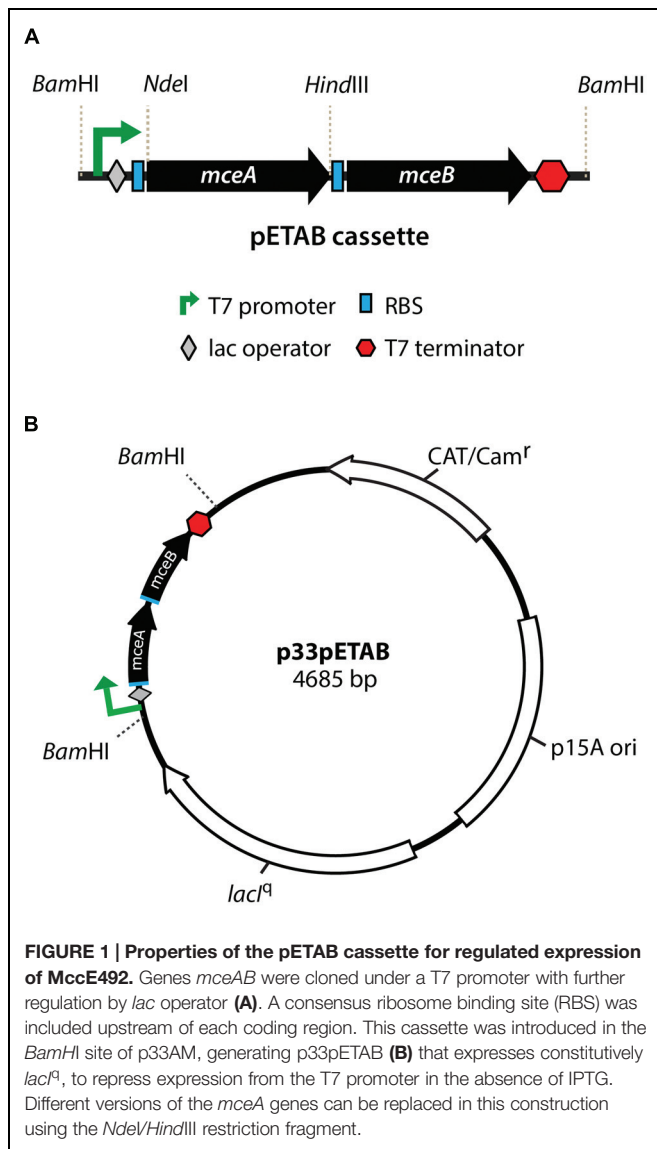 A
BamHI NdeI HindIII BamHI
mceA mceB
pETAB cassette
T7 promoter RBS
lac operator T7 terminator
B
BamHI CAT/Camr
mceB
mceA
p33pETAB
4685 bp
BamHI p15A ori
lacIq
FIGURE 1 | Properties of the pETAB cassette for regulated expression
of MccE492. Genes mceAB were cloned under a T7 promoter with further
regulation by lac operator (A). A consensus ribosome binding site (RBS) was
included upstream of each coding region. This cassette was introduced in the
BamHI site of p33AM, generating p33pETAB (B) that expresses constitutively
lacIq, to repress expression from the T7 promoter in the absence of IPTG.
Different versions of the mceA genes can be replaced in this construction
using the NdeI/HindIII restriction fragment.